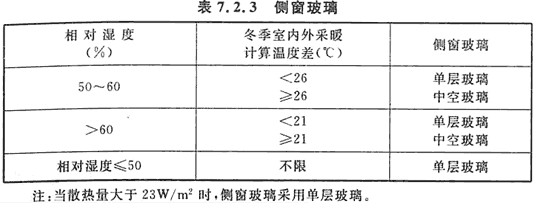 表 7.2.3 侧窗玻璃
相对湿度
(%)
冬季室内外采暖
计算温度差(℃)
侧窗玻璃
50~60
<26
单层玻璃
≥26
中空玻璃
>60
<21
单层玻璃
≥21
中空玻璃
相对湿度≤50
不限
单层玻璃
注:当散热量大于 23W/m² 时,侧窗玻璃采用单层玻璃。